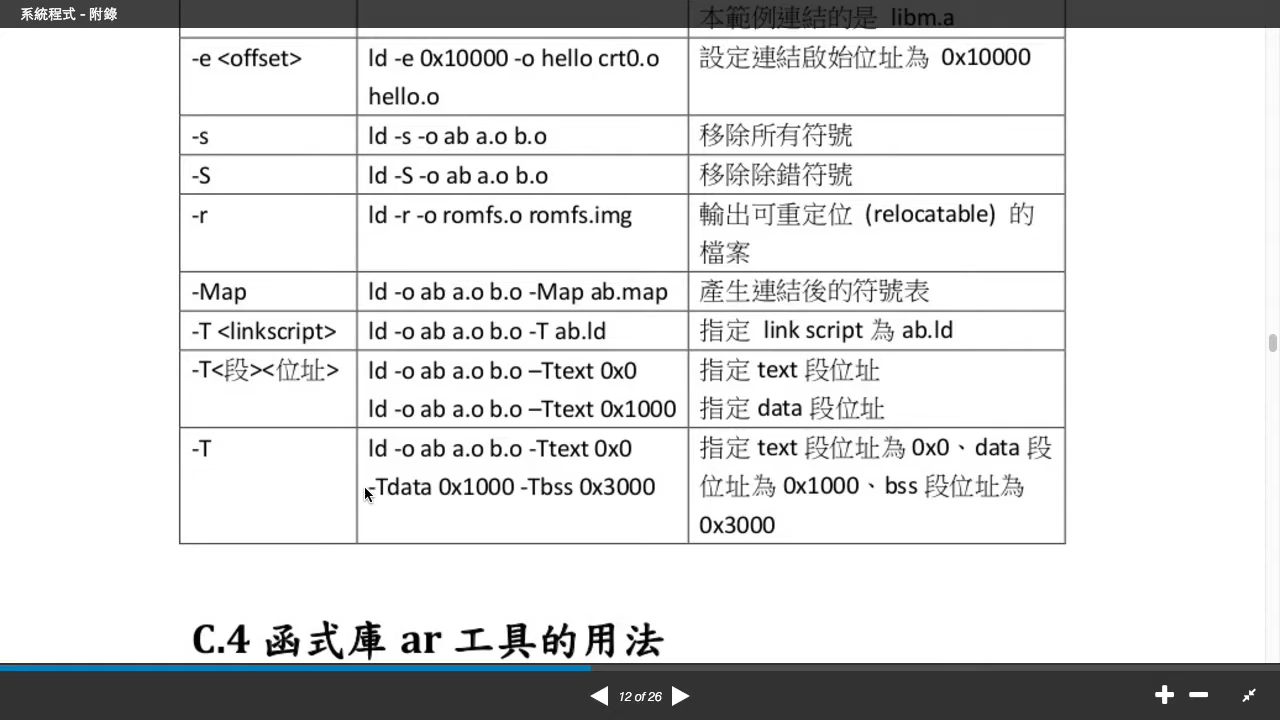 系統程式 - 附錄
本範例連結的是 libm.a
-e <offset>
ld -e 0x10000 -o hello crt0.o
hello.o
設定連結啟始位址為 0x10000
-s
ld -s -o ab a.o b.o
移除所有符號
-S
ld -S -o ab a.o b.o
移除除錯符號
-r
ld -r -o romfs.o romfs.img
輸出可重定位 (relocatable) 的
檔案
-Map
ld -o ab a.o b.o -Map ab.map
產生連結後的符號表
-T <linkscript>
ld -o ab a.o b.o -T ab.ld
指定 link script 為 ab.ld
-T<段><位址>
ld -o ab a.o b.o –Ttext 0x0
ld -o ab a.o b.o –Ttext 0x1000
指定 text 段位址
指定 data 段位址
-T
ld -o ab a.o b.o -Ttext 0x0
-Tdata 0x1000 -Tbss 0x3000
指定 text 段位址為 0x0、data 段
位址為 0x1000、bss 段位址為
0x3000
C.4 函式庫 ar 工具的用法
12 of 26